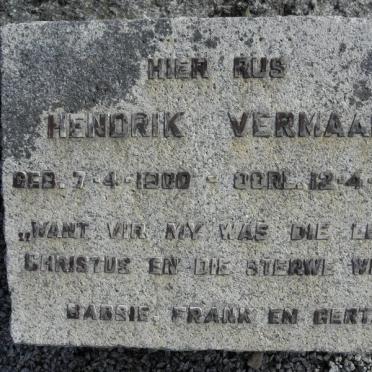 HIER RUS
HENDRIK VERMAA
GEB. 7-4-1900 - OORL. 12-4-
„WANT VIR MY WAS DIE L
CHRISTUS EN DIE STERWE W
BABSIE, FRANK EN GERT